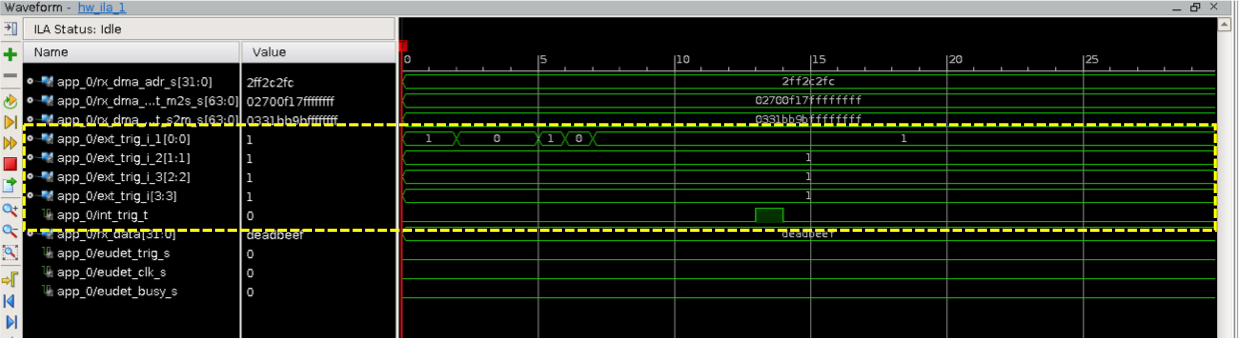 Waveform - hw_ila_1
ILA Status: Idle
Name Value
0 5 10 15 20 25
app_0/rx_dma_adr_s[31:0] 2ff2c2fc 2ff2c2fc
app_0/rx_dma_...t_m2s_s[63:0] 02700f17ffffffff 02700f17ffffffff
app_0/rx_dma_...t_s2m_s[63:0] 0331bb9bffffffff 0331bb9bffffffff
app_0/ext_trig_i_1[0:0] 1 1 0 1 0 1
app_0/ext_trig_i_2[1:1] 1 1
app_0/ext_trig_i_3[2:2] 1 1
app_0/ext_trig_i[3:3] 1 1
app_0/int_trig_t 0
app_0/rx_data[31:0] deadbeef deadbeef
app_0/eudet_trig_s 0
app_0/eudet_clk_s 0
app_0/eudet_busy_s 0